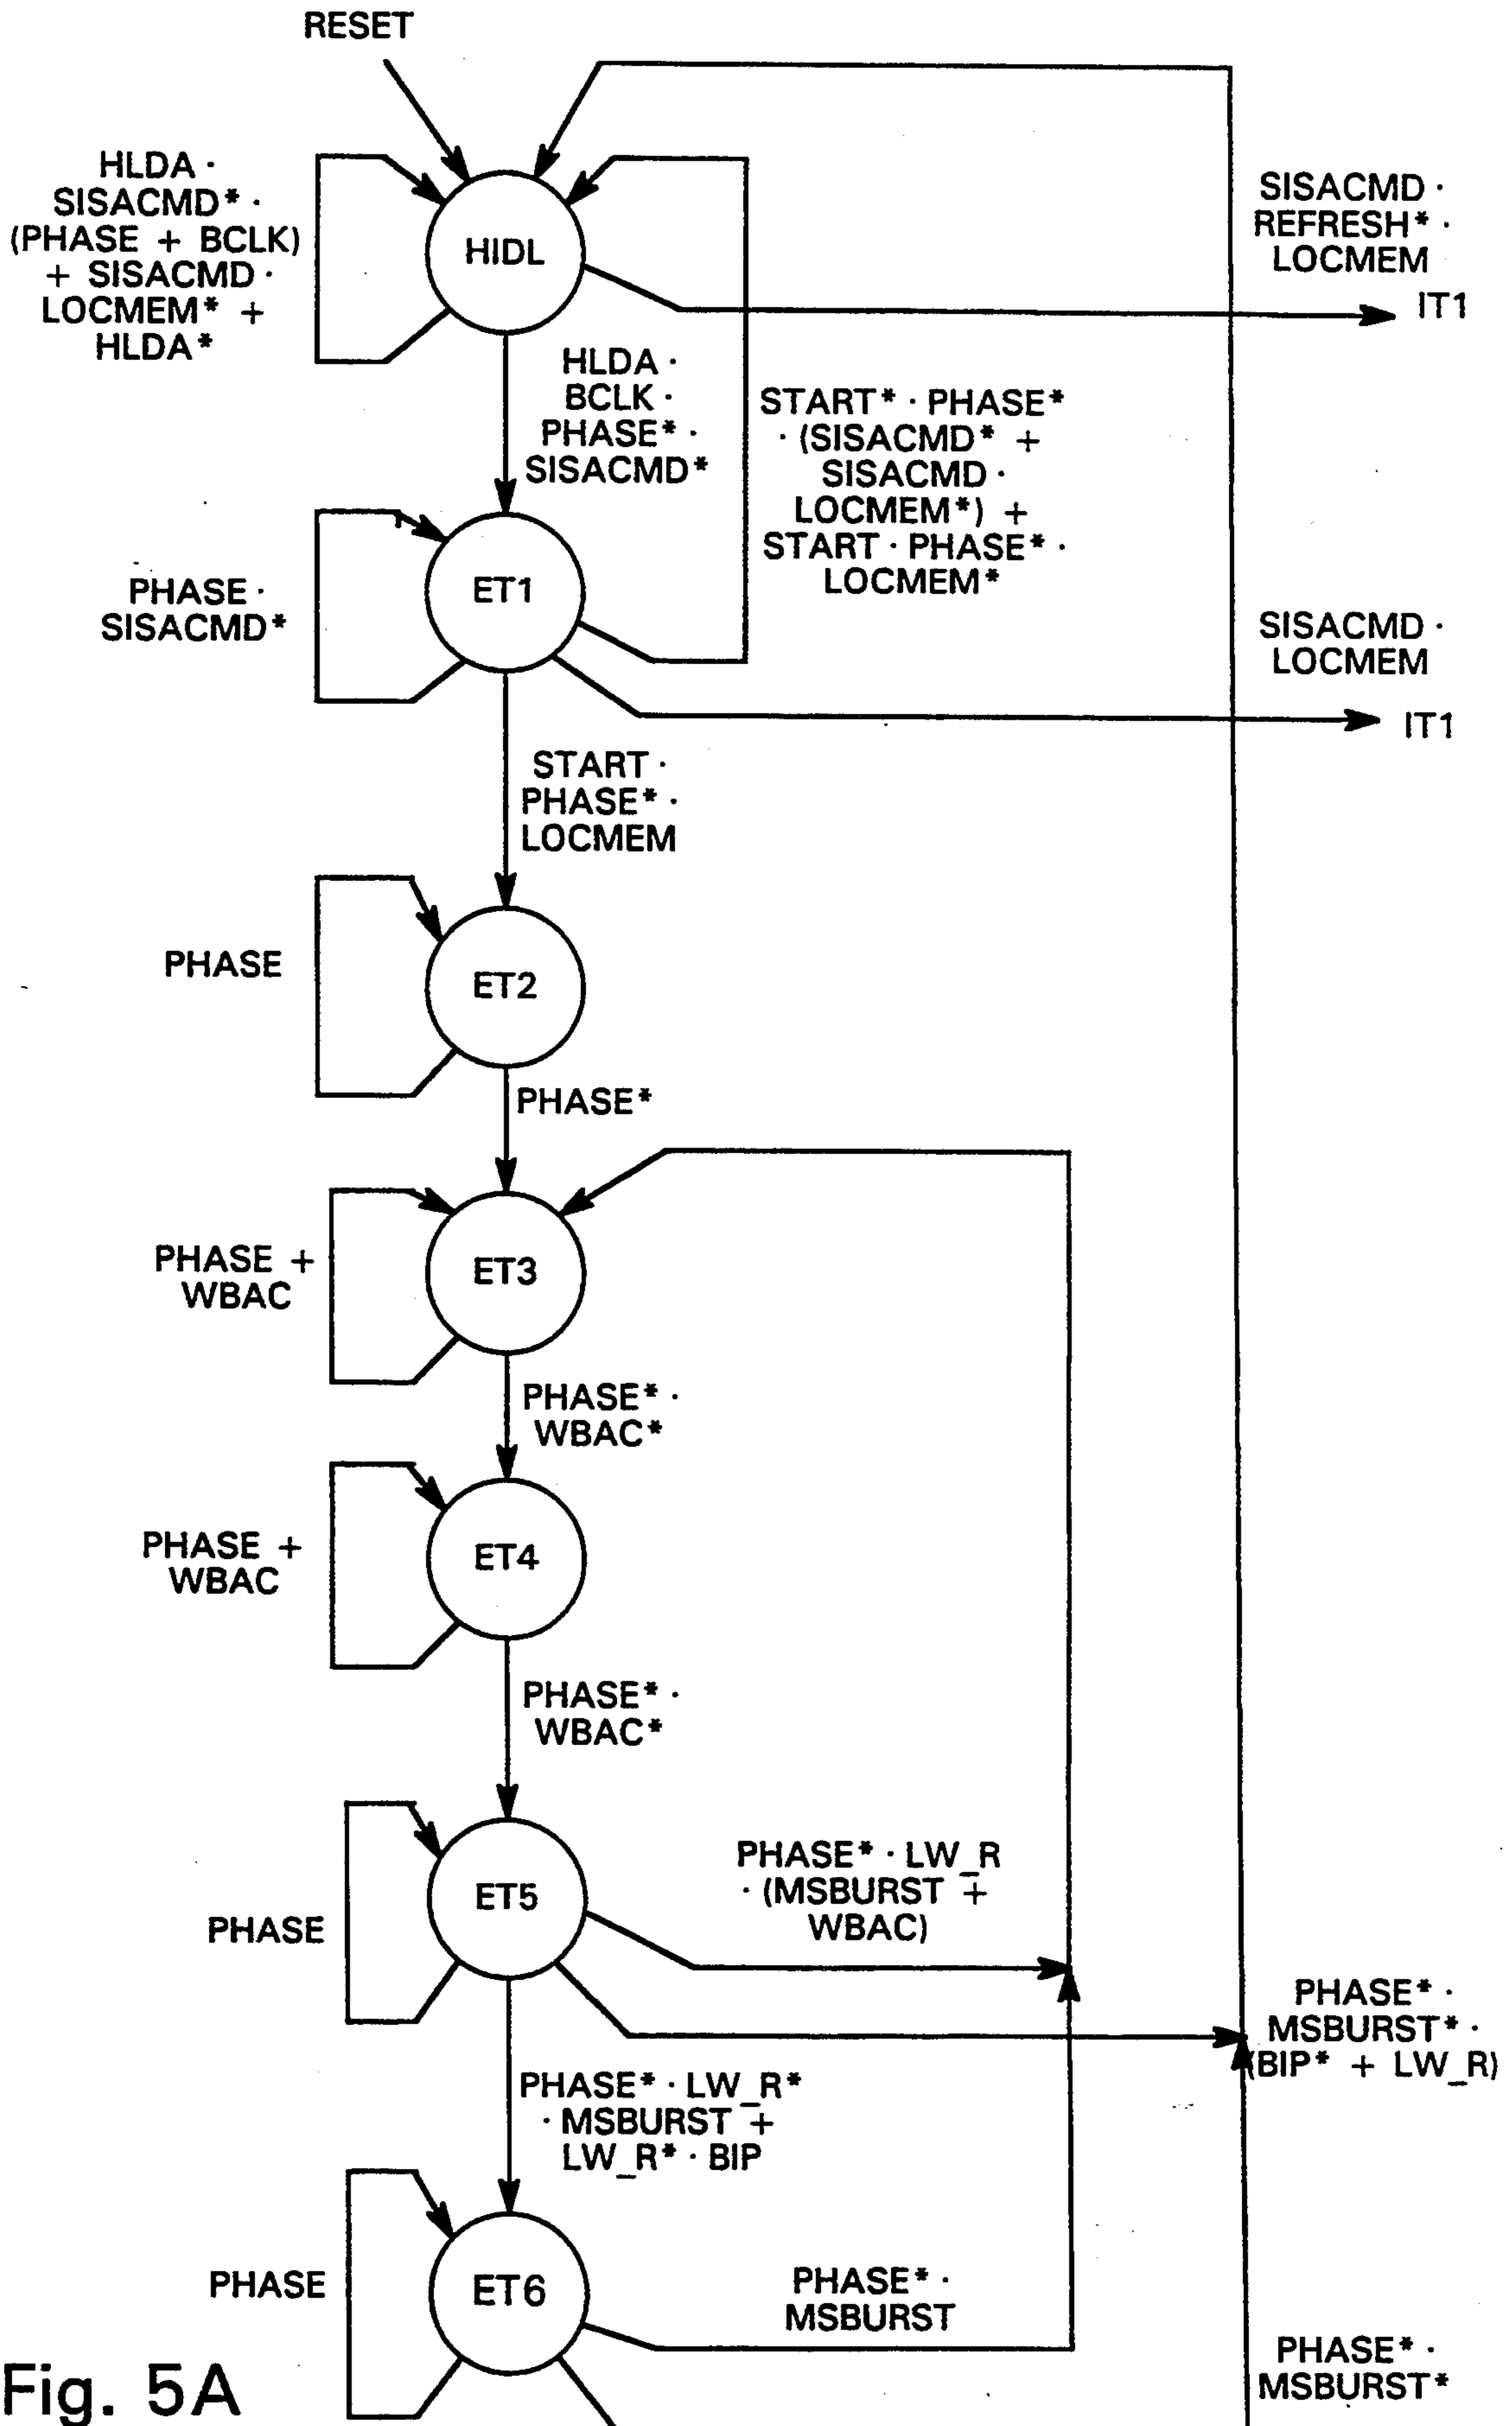 RESET
HLDA ·
SISACMD* ·
(PHASE + BCLK)
+ SISACMD ·
LOCMEM* +
HLDA*
HIDL
SISACMD ·
REFRESH* ·
LOCMEM
IT1
HLDA ·
BCLK ·
PHASE* ·
SISACMD*
START* · PHASE*
· (SISACMD* +
SISACMD ·
LOCMEM*) +
START · PHASE* ·
LOCMEM*
PHASE ·
SISACMD*
ET1
SISACMD ·
LOCMEM
IT1
START ·
PHASE* ·
LOCMEM
PHASE
ET2
PHASE*
PHASE +
WBAC
ET3
PHASE* ·
WBAC*
PHASE +
WBAC
ET4
PHASE* ·
WBAC*
PHASE
ET5
PHASE* · LW_R
· (MSBURST +
WBAC)
PHASE* ·
MSBURST* ·
(BIP* + LW_R)
PHASE* · LW_R*
· MSBURST +
LW_R* · BIP
PHASE
ET6
PHASE* ·
MSBURST
PHASE* ·
MSBURST*
Fig. 5A